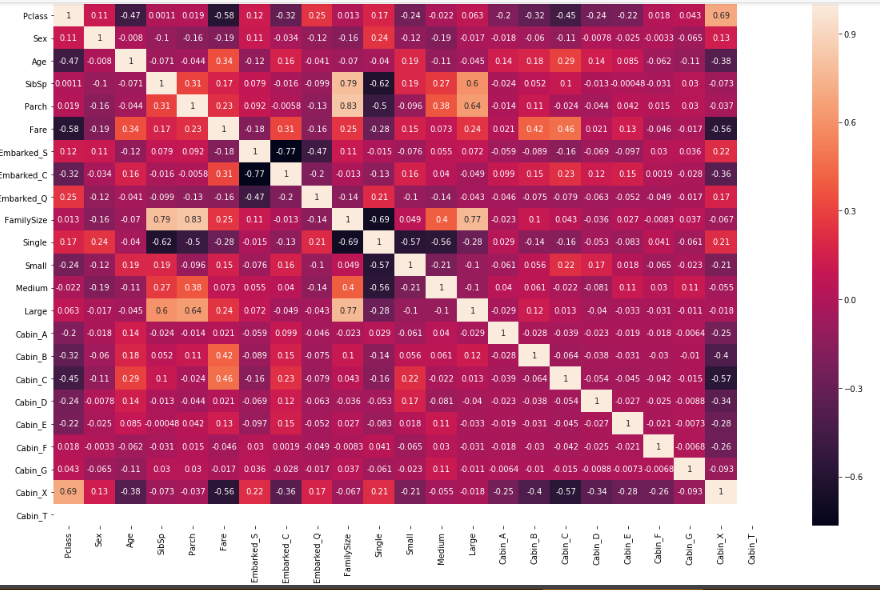 Pclass 1 0.11 -0.47 0.0011 0.019 -0.58 0.12 -0.32 0.25 0.013 0.17 -0.24 -0.022 0.063 -0.2 -0.32 -0.45 -0.24 -0.22 0.018 0.043 0.69
Sex 0.11 1 -0.008 -0.1 -0.16 -0.19 0.11 -0.034 -0.12 -0.16 0.24 -0.12 -0.19 -0.017 -0.018 -0.06 -0.11 -0.0078 -0.025 -0.0033 -0.065 0.13
Age -0.47 -0.008 1 -0.071 -0.044 0.34 -0.12 0.16 -0.041 -0.07 -0.04 0.19 -0.11 -0.045 0.14 0.18 0.29 0.14 0.085 -0.062 -0.11 -0.38
SibSp 0.0011 -0.1 -0.071 1 0.31 0.17 0.079 -0.016 -0.099 0.79 -0.62 0.19 0.27 0.6 -0.024 0.052 0.1 -0.013 -0.00048 -0.031 0.03 -0.073
Parch 0.019 -0.16 -0.044 0.31 1 0.23 0.092 -0.0058 -0.13 0.83 -0.5 -0.096 0.38 0.64 -0.014 0.11 -0.024 -0.044 0.042 0.015 0.03 -0.037
Fare -0.58 -0.19 0.34 0.17 0.23 1 -0.18 0.31 -0.16 0.25 -0.28 0.15 0.073 0.24 0.021 0.42 0.46 0.021 0.13 -0.046 -0.017 -0.56
Embarked_S 0.12 0.11 -0.12 0.079 0.092 -0.18 1 -0.77 -0.47 0.11 -0.015 -0.076 0.055 0.072 -0.059 -0.089 -0.16 -0.069 -0.097 0.03 0.036 0.22
Embarked_C -0.32 -0.034 0.16 -0.016 -0.0058 0.31 -0.77 1 -0.2 -0.013 -0.13 0.16 0.04 -0.049 0.099 0.15 0.23 0.12 0.15 0.0019 -0.028 -0.36
Embarked_Q 0.25 -0.12 -0.041 -0.099 -0.13 -0.16 -0.47 -0.2 1 -0.14 0.21 -0.1 -0.14 -0.043 -0.046 -0.075 -0.079 -0.063 -0.052 -0.049 -0.017 0.17
FamilySize 0.013 -0.16 -0.07 0.79 0.83 0.25 0.11 -0.013 -0.14 1 -0.69 0.049 0.4 0.77 -0.023 0.1 0.043 -0.036 0.027 -0.0083 0.037 -0.067
Single 0.17 0.24 -0.04 -0.62 -0.5 -0.28 -0.015 -0.13 0.21 -0.69 1 -0.57 -0.56 -0.28 0.029 -0.14 -0.16 -0.053 -0.083 0.041 -0.061 0.21
Small -0.24 -0.12 0.19 0.19 -0.096 0.15 -0.076 0.16 -0.1 0.049 -0.57 1 -0.21 -0.1 -0.061 0.056 0.22 0.17 0.018 -0.065 -0.023 -0.21
Medium -0.022 -0.19 -0.11 0.27 0.38 0.073 0.055 0.04 -0.14 0.4 -0.56 -0.21 1 -0.1 0.04 0.061 -0.022 -0.081 0.11 0.03 0.11 -0.055
Large 0.063 -0.017 -0.045 0.6 0.64 0.24 0.072 -0.049 -0.043 0.77 -0.28 -0.1 -0.1 1 -0.029 0.12 0.013 -0.04 -0.033 -0.031 -0.011 -0.018
Cabin_A -0.2 -0.018 0.14 -0.024 -0.014 0.021 -0.059 0.099 -0.046 -0.023 0.029 -0.061 0.04 -0.029 1 -0.028 -0.039 -0.023 -0.019 -0.018 -0.0064 -0.25
Cabin_B -0.32 -0.06 0.18 0.052 0.11 0.42 -0.089 0.15 -0.075 0.1 -0.14 0.056 0.061 0.12 -0.028 1 -0.064 -0.038 -0.031 -0.03 -0.01 -0.4
Cabin_C -0.45 -0.11 0.29 0.1 -0.024 0.46 -0.16 0.23 -0.079 0.043 -0.16 0.22 -0.022 0.013 -0.039 -0.064 1 -0.054 -0.045 -0.042 -0.015 -0.57
Cabin_D -0.24 -0.0078 0.14 -0.013 -0.044 0.021 -0.069 0.12 -0.063 -0.036 -0.053 0.17 -0.081 -0.04 -0.023 -0.038 -0.054 1 -0.027 -0.025 -0.0088 -0.34
Cabin_E -0.22 -0.025 0.085 -0.00048 0.042 0.13 -0.097 0.15 -0.052 0.027 -0.083 0.018 0.11 -0.033 -0.019 -0.031 -0.045 -0.027 1 -0.021 -0.0073 -0.28
Cabin_F 0.018 -0.0033 -0.062 -0.031 0.015 -0.046 0.03 0.0019 -0.049 -0.0083 0.041 -0.065 0.03 -0.031 -0.018 -0.03 -0.042 -0.025 -0.021 1 -0.0068 -0.26
Cabin_G 0.043 -0.065 -0.11 0.03 0.03 -0.017 0.036 -0.028 -0.017 0.037 -0.061 -0.023 0.11 -0.011 -0.0064 -0.01 -0.015 -0.0088 -0.0073 -0.0068 1 -0.093
Cabin_X 0.69 0.13 -0.38 -0.073 -0.037 -0.56 0.22 -0.36 0.17 -0.067 0.21 -0.21 -0.055 -0.018 -0.25 -0.4 -0.57 -0.34 -0.28 -0.26 -0.093 1
Cabin_T
Pclass Sex Age SibSp Parch Fare Embarked_S Embarked_C Embarked_Q FamilySize Single Small Medium Large Cabin_A Cabin_B Cabin_C Cabin_D Cabin_E Cabin_F Cabin_G Cabin_X Cabin_T
0.9
0.6
0.3
0.0
−0.3
−0.6